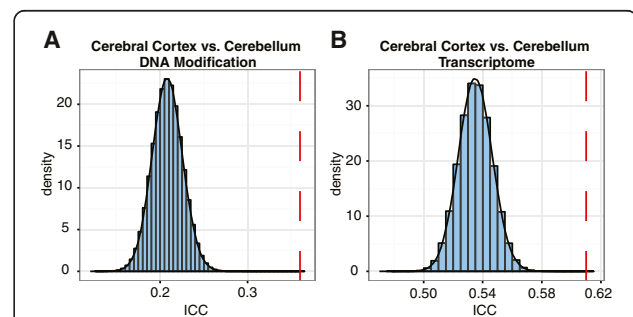 A
Cerebral Cortex vs. Cerebellum
DNA Modification
density
20
15
10
5
0
0.2
0.3
ICC
B
Cerebral Cortex vs. Cerebellum
Transcriptome
density
30
20
10
0
0.50
0.54
0.58
0.62
ICC